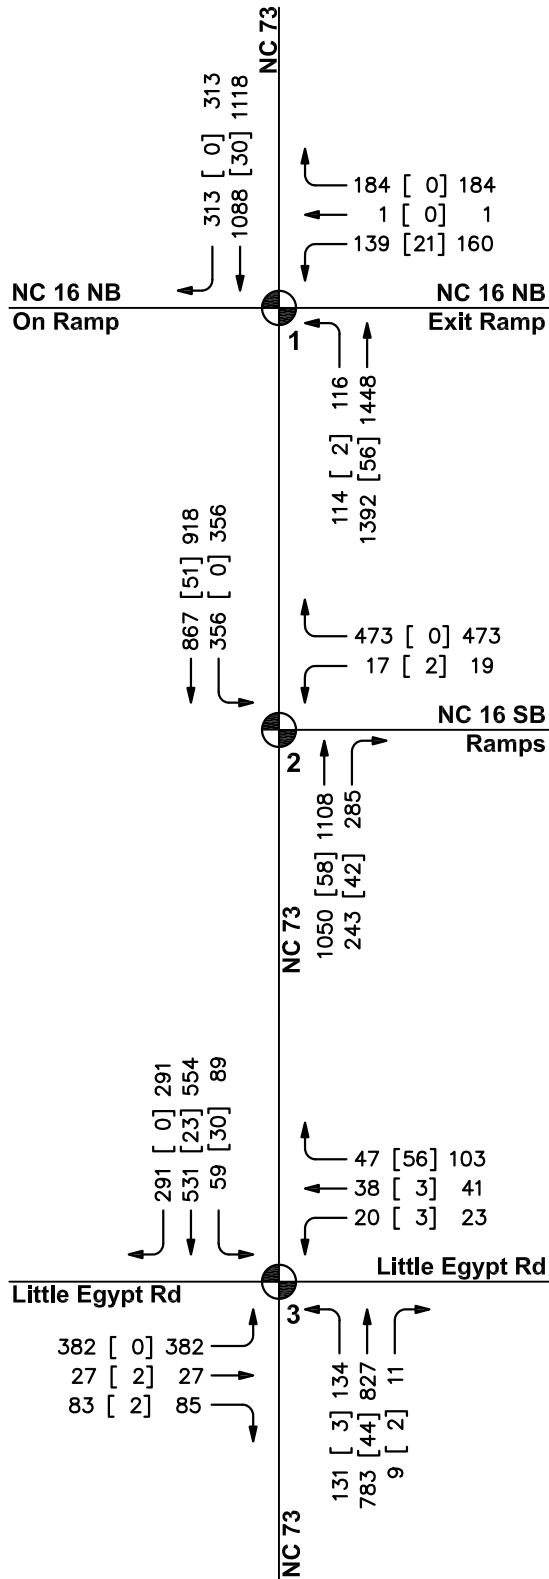 NC 73
313 [ 0] 313
1088 [30] 1118
184 [ 0] 184
1 [ 0] 1
139 [21] 160
NC 16 NB
On Ramp
NC 16 NB
Exit Ramp
1
114 [ 2] 116
1392 [56] 1448
867 [51] 918
356 [ 0] 356
473 [ 0] 473
17 [ 2] 19
NC 16 SB
Ramps
2
1050 [58] 1108
243 [42] 285
NC 73
291 [ 0] 291
531 [23] 554
59 [30] 89
47 [56] 103
38 [ 3] 41
20 [ 3] 23
Little Egypt Rd
Little Egypt Rd
3
382 [ 0] 382
27 [ 2] 27
83 [ 2] 85
131 [ 3] 134
783 [44] 827
9 [ 2] 11
NC 73